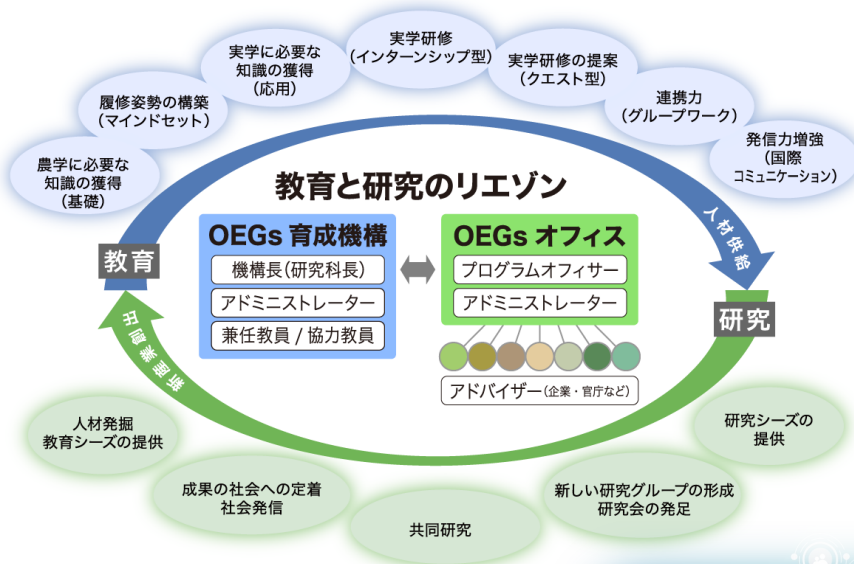 実学研修
(インターンシップ型)
実学に必要な
知識の獲得
(応用)
実学研修の提案
(クエスト型)
履修姿勢の構築
(マインドセット)
連携力
(グループワーク)
農学に必要な
知識の獲得
(基礎)
発信力増強
(国際
コミュニケーション)
教育と研究のリエゾン
人材供給
OEGs 育成機構
機構長(研究科長)
アドミニストレーター
兼任教員 / 協力教員
OEGs オフィス
プログラムオフィサー
アドミニストレーター
アドバイザー(企業・官庁など)
教育
研究
新産業創出
人材発掘
教育シーズの提供
研究シーズの
提供
成果の社会への定着
社会発信
新しい研究グループの形成
研究会の発足
共同研究